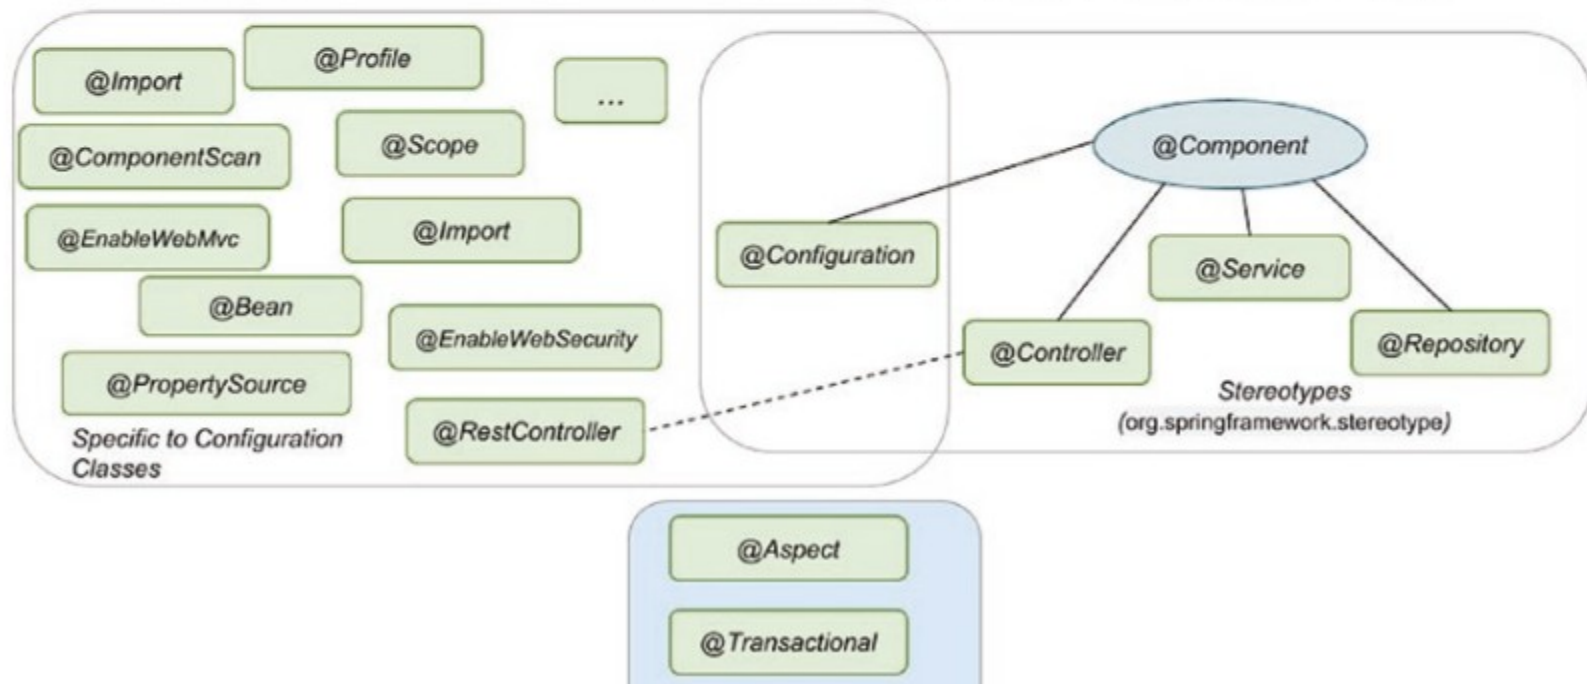 @Import
@Profile
...
@ComponentScan
@Scope
@EnableWebMvc
@Import
@Bean
@EnableWebSecurity
@PropertySource
@RestController
Specific to Configuration
Classes
@Component
@Configuration
@Service
@Controller
@Repository
Stereotypes
(org.springframework.stereotype)
@Aspect
@Transactional